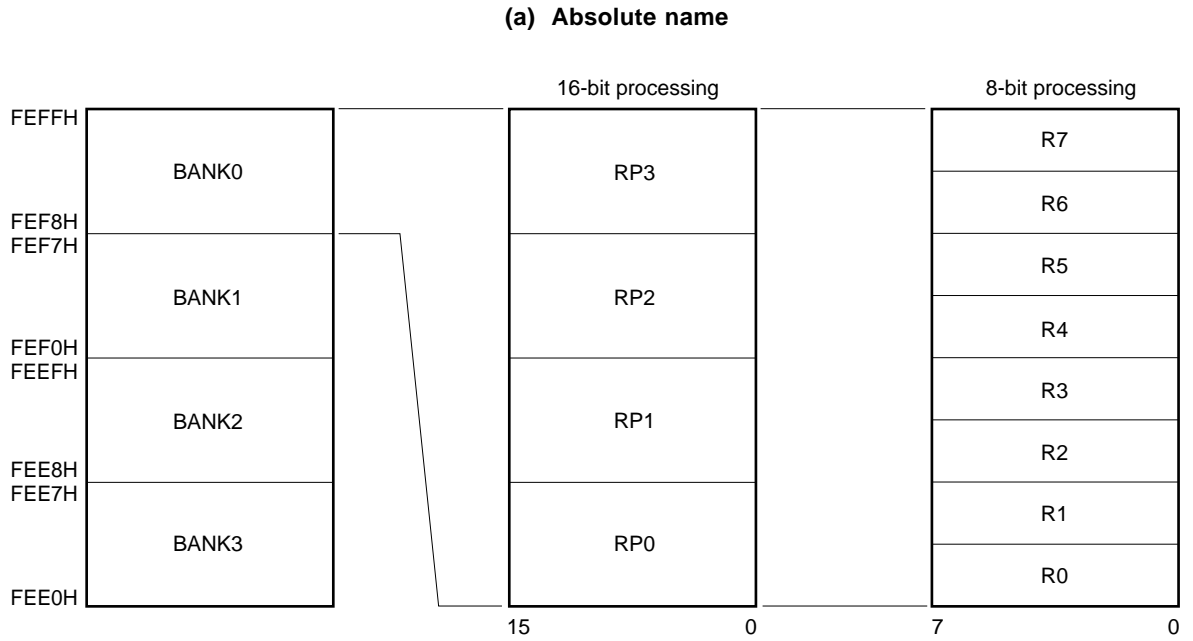 (a) Absolute name
16-bit processing
8-bit processing
FEFFH
BANK0
RP3
R7
R6
FEF8H
FEF7H
BANK1
RP2
R5
R4
FEF0H
FEEFH
BANK2
RP1
R3
R2
FEE8H
FEE7H
BANK3
RP0
R1
R0
FEE0H
15 0
7 0